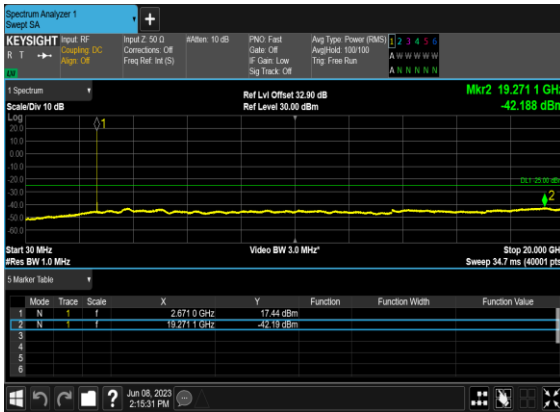 Spectrum Analyzer 1
Swept SA
+
KEYSIGHT Input: RF Input Z: 50 Ω #Atten: 10 dB PNO: Fast Avg Type: Power (RMS) 1 2 3 4 5 6
R T Coupling: DC Corrections: Off Gate: Off Avg|Hold: 100/100 A W W W W W
Align: Off Freq Ref: Int (S) IF Gain: Low Trig: Free Run
Sig Track: Off A N N N N N
1 Spectrum Ref Lvl Offset 32.90 dB Mkr2 19.271 1 GHz
Scale/Div 10 dB Ref Level 30.00 dBm -42.188 dBm
Log
20.0 1
10.0
0.00
-10.0
-20.0 DL1 -25.00 dBm
-30.0
-40.0 2
-50.0
-60.0
Start 30 MHz Video BW 3.0 MHz* Stop 20.000 GHz
#Res BW 1.0 MHz Sweep 34.7 ms (40001 pts)
5 Marker Table
Mode Trace Scale X Y Function Function Width Function Value
1 N 1 f 2.671 0 GHz 17.44 dBm
2 N 1 f 19.271 1 GHz -42.19 dBm
3
4
5
6
? Jun 08, 2023
2:15:31 PM